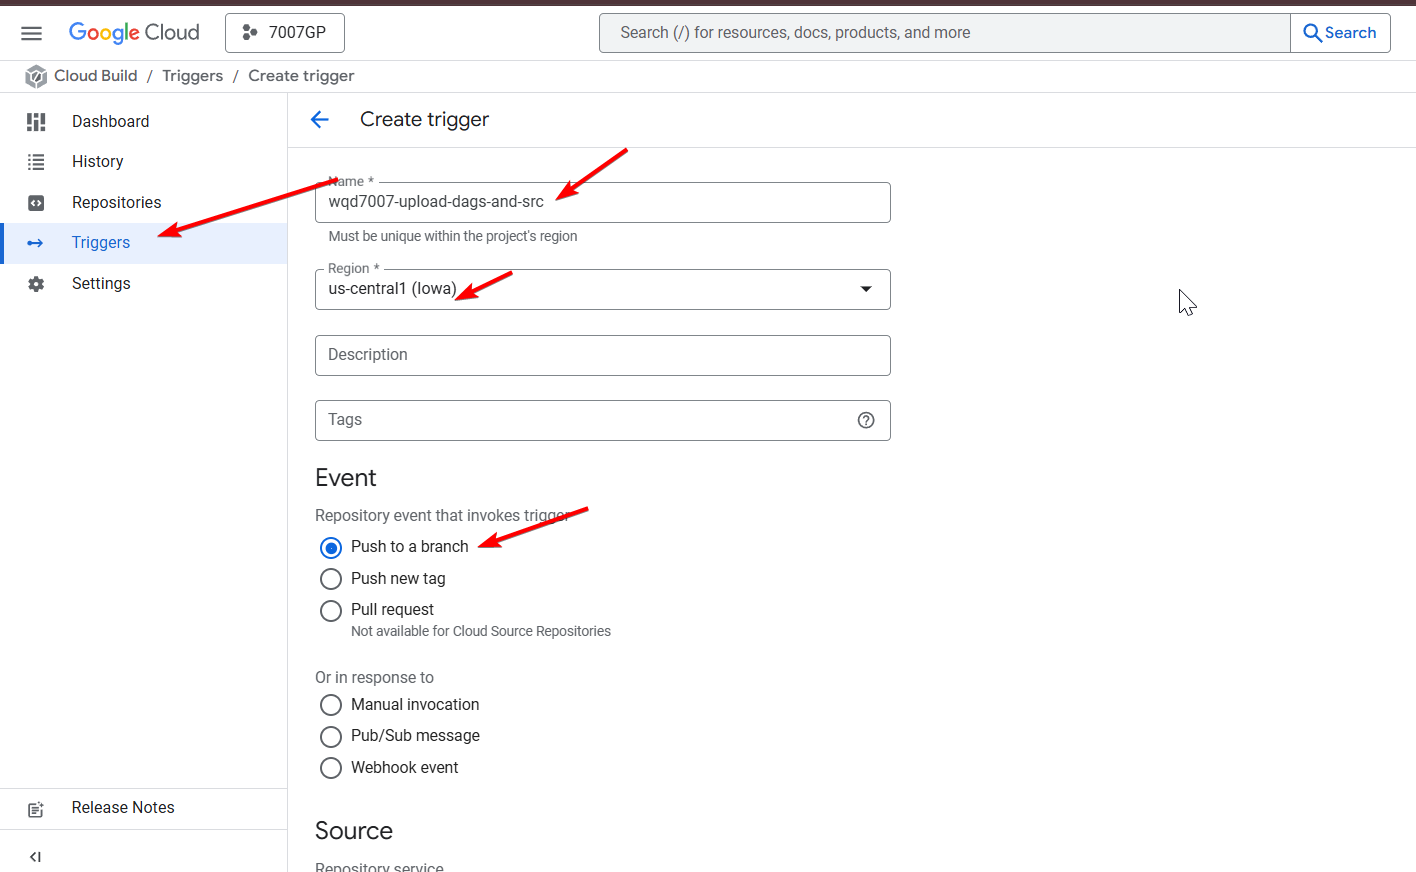 Google Cloud
7007GP
Search (/) for resources, docs, products, and more
Search
Cloud Build / Triggers / Create trigger
Dashboard
History
Repositories
Triggers
Settings
Release Notes
Create trigger
Name *
wqd7007-upload-dags-and-src
Must be unique within the project's region
Region *
us-central1 (Iowa)
Description
Tags
Event
Repository event that invokes trigger
Push to a branch
Push new tag
Pull request
Not available for Cloud Source Repositories
Or in response to
Manual invocation
Pub/Sub message
Webhook event
Source
Repository service